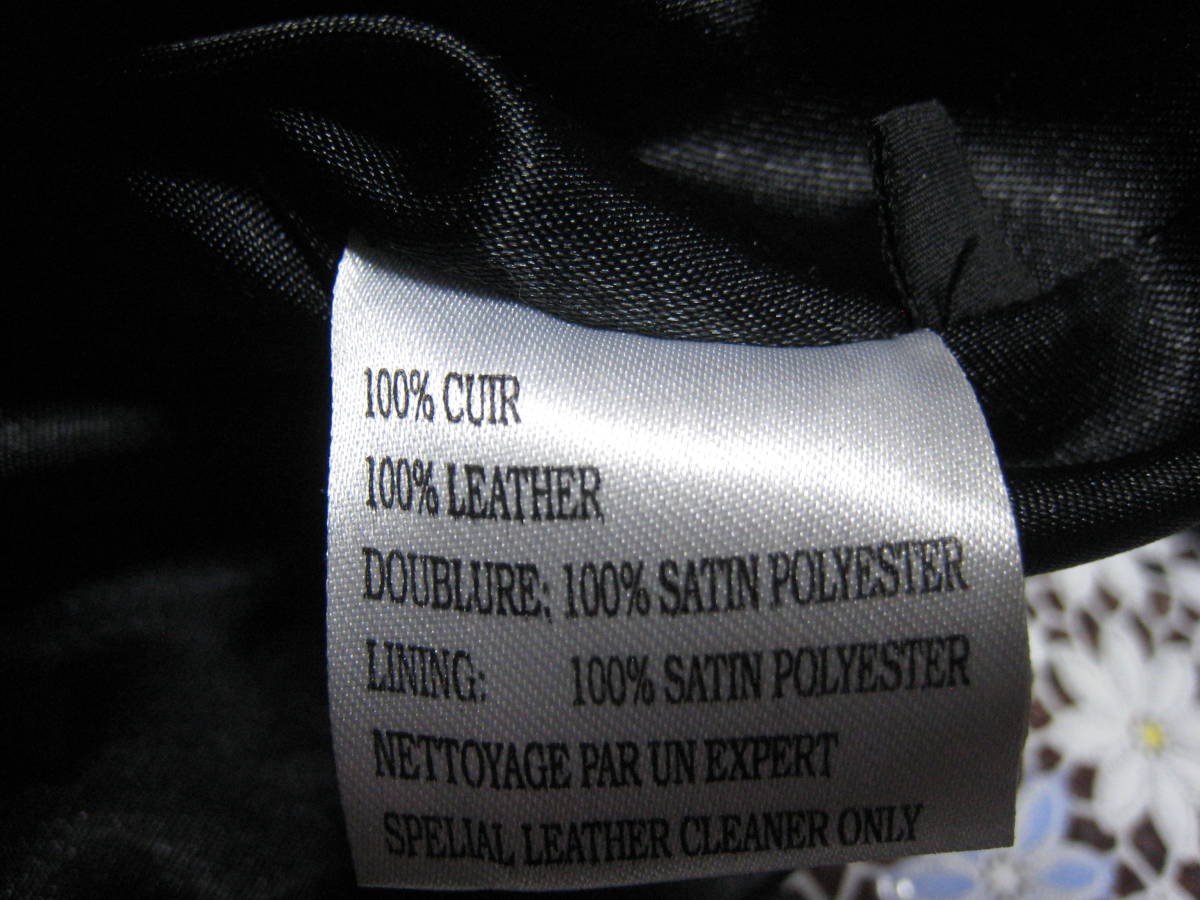 100% CUIR
100% LEATHER
DOUBLURE; 100% SATIN POLYESTER
LINING: 100% SATIN POLYESTER
NETTOYAGE PAR UN EXPERT
SPELIAL LEATHER CLEANER ONLY